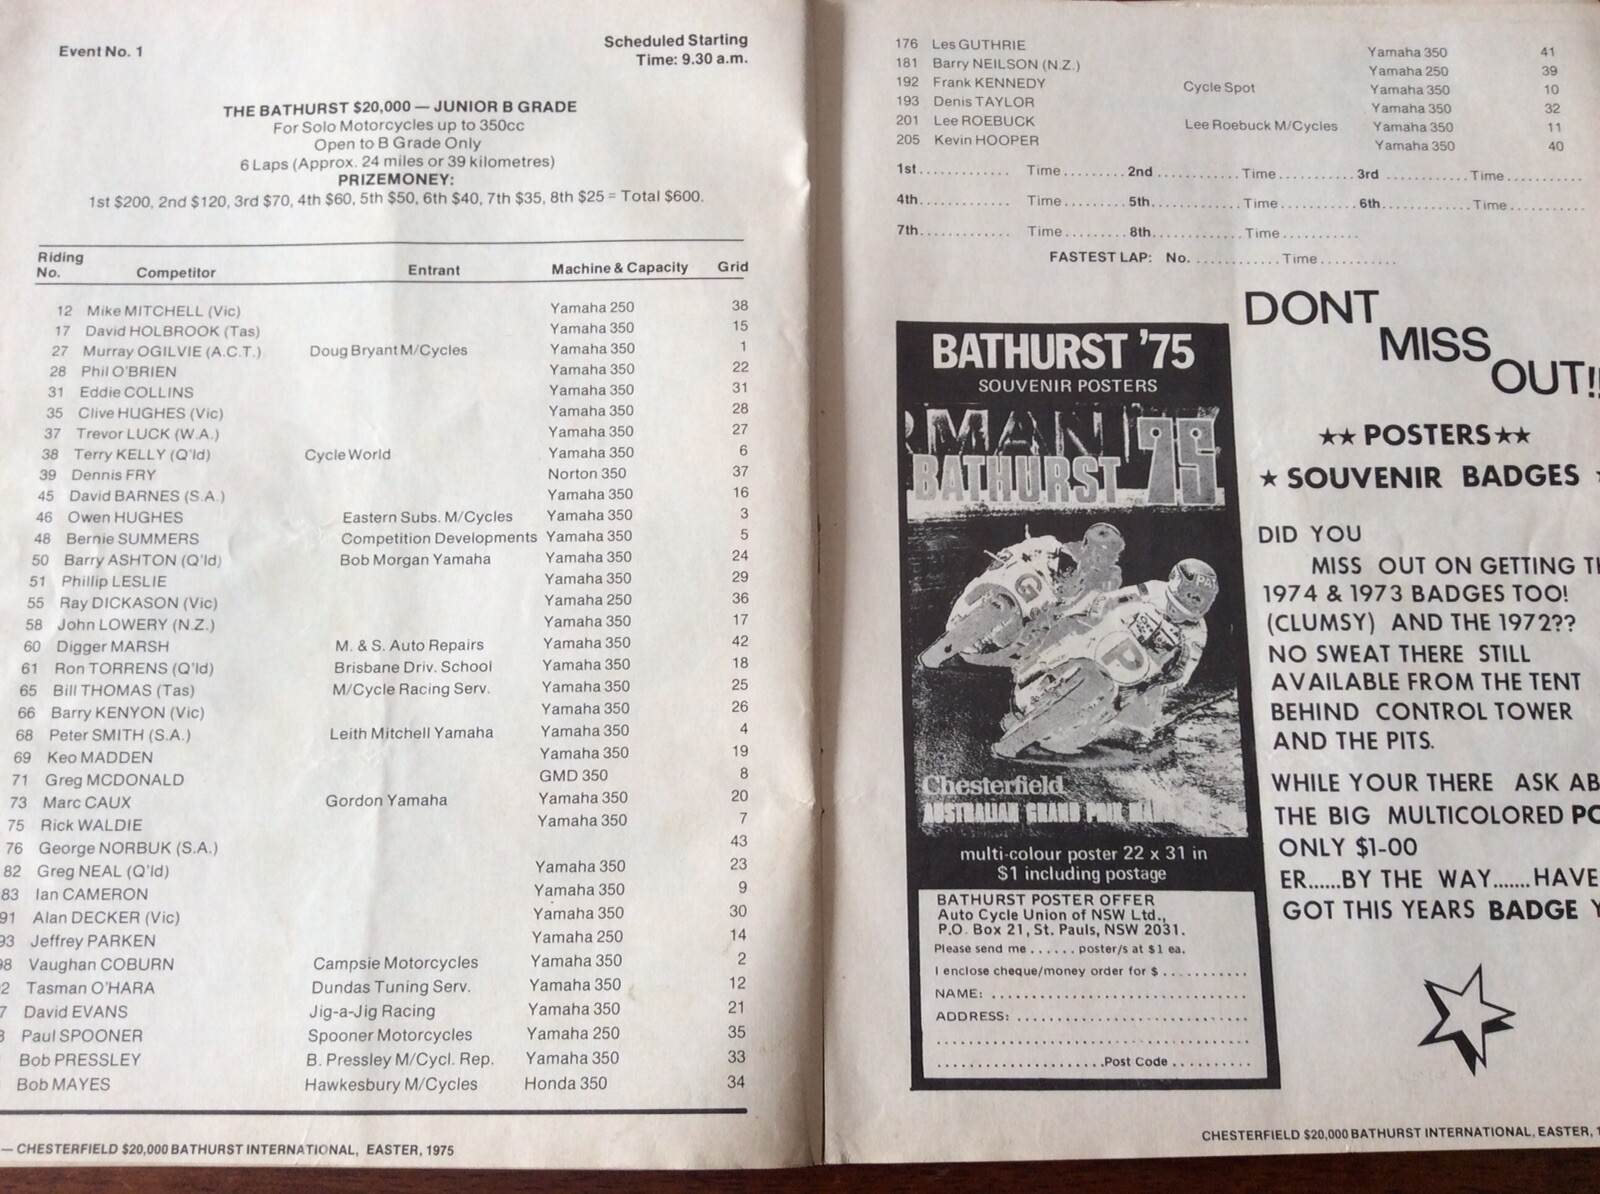 Event No. 1
Scheduled Starting
Time: 9.30 a.m.
THE BATHURST $20,000 — JUNIOR B GRADE
For Solo Motorcycles up to 350cc
Open to B Grade Only
6 Laps (Approx. 24 miles or 39 kilometres)
PRIZEMONEY:
1st $200, 2nd $120, 3rd $70, 4th $60, 5th $50, 6th $40, 7th $35, 8th $25 = Total $600.
Riding No. Competitor Entrant Machine & Capacity Grid
12 Mike MITCHELL (Vic) Yamaha 250 38
17 David HOLBROOK (Tas) Yamaha 350 15
27 Murray OGILVIE (A.C.T.) Doug Bryant M/Cycles Yamaha 350 1
28 Phil O'BRIEN Yamaha 350 22
31 Eddie COLLINS Yamaha 350 31
35 Clive HUGHES (Vic) Yamaha 350 28
37 Trevor LUCK (W.A.) Yamaha 350 27
38 Terry KELLY (Q'ld) Cycle World Yamaha 350 6
39 Dennis FRY Norton 350 37
45 David BARNES (S.A.) Yamaha 350 16
46 Owen HUGHES Eastern Subs. M/Cycles Yamaha 350 3
48 Bernie SUMMERS Competition Developments Yamaha 350 5
50 Barry ASHTON (Q'ld) Bob Morgan Yamaha Yamaha 350 24
51 Phillip LESLIE Yamaha 350 29
55 Ray DICKASON (Vic) Yamaha 250 36
58 John LOWERY (N.Z.) Yamaha 350 17
60 Digger MARSH M. & S. Auto Repairs Yamaha 350 42
61 Ron TORRENS (Q'ld) Brisbane Driv. School Yamaha 350 18
65 Bill THOMAS (Tas) M/Cycle Racing Serv. Yamaha 350 25
66 Barry KENYON (Vic) Yamaha 350 26
68 Peter SMITH (S.A.) Leith Mitchell Yamaha Yamaha 350 4
69 Keo MADDEN Yamaha 350 19
71 Greg MCDONALD GMD 350 8
73 Marc CAUX Gordon Yamaha Yamaha 350 20
75 Rick WALDIE Yamaha 350 7
76 George NORBUK (S.A.) 43
82 Greg NEAL (Q'ld) Yamaha 350 23
83 Ian CAMERON Yamaha 350 9
91 Alan DECKER (Vic) Yamaha 350 30
93 Jeffrey PARKEN Yamaha 250 14
98 Vaughan COBURN Campsie Motorcycles Yamaha 350 2
2 Tasman O'HARA Dundas Tuning Serv. Yamaha 350 12
7 David EVANS Jig-a-Jig Racing Yamaha 350 21
Paul SPOONER Spooner Motorcycles Yamaha 250 35
Bob PRESSLEY B. Pressley M/Cycl. Rep. Yamaha 350 33
Bob MAYES Hawkesbury M/Cycles Honda 350 34
— CHESTERFIELD $20,000 BATHURST INTERNATIONAL, EASTER, 1975
176 Les GUTHRIE Yamaha 350 41
181 Barry NEILSON (N.Z.) Yamaha 250 39
192 Frank KENNEDY Cycle Spot Yamaha 350 10
193 Denis TAYLOR Yamaha 350 32
201 Lee ROEBUCK Lee Roebuck M/Cycles Yamaha 350 11
205 Kevin HOOPER Yamaha 350 40
1st............. Time.........2nd ............Time...........3rd ............Time...........
4th............. Time.........5th.............Time...........6th.............Time...........
7th............. Time.........8th.............Time...........
FASTEST LAP: No. ............Time...........
DONT
MISS
OUT!!
BATHURST '75
SOUVENIR POSTERS
BATHURST 75
Chesterfield
AUSTRALIAN GRAND PRIX
multi-colour poster 22 x 31 in
$1 including postage
BATHURST POSTER OFFER
Auto Cycle Union of NSW Ltd.,
P.O. Box 21, St. Pauls, NSW 2031.
Please send me ...... poster/s at $1 ea.
I enclose cheque/money order for $ ...........
NAME: .................................
ADDRESS: ..............................
.....................Post Code ..........
★★ POSTERS ★★
★ SOUVENIR BADGES
DID YOU
MISS OUT ON GETTING
1974 & 1973 BADGES TOO!
(CLUMSY) AND THE 1972??
NO SWEAT THERE STILL
AVAILABLE FROM THE TENT
BEHIND CONTROL TOWER
AND THE PITS.
WHILE YOUR THERE ASK AB
THE BIG MULTICOLORED PO
ONLY $1-00
ER......BY THE WAY.......HAVE
GOT THIS YEARS BADGE Y
CHESTERFIELD $20,000 BATHURST INTERNATIONAL, EASTER, 1